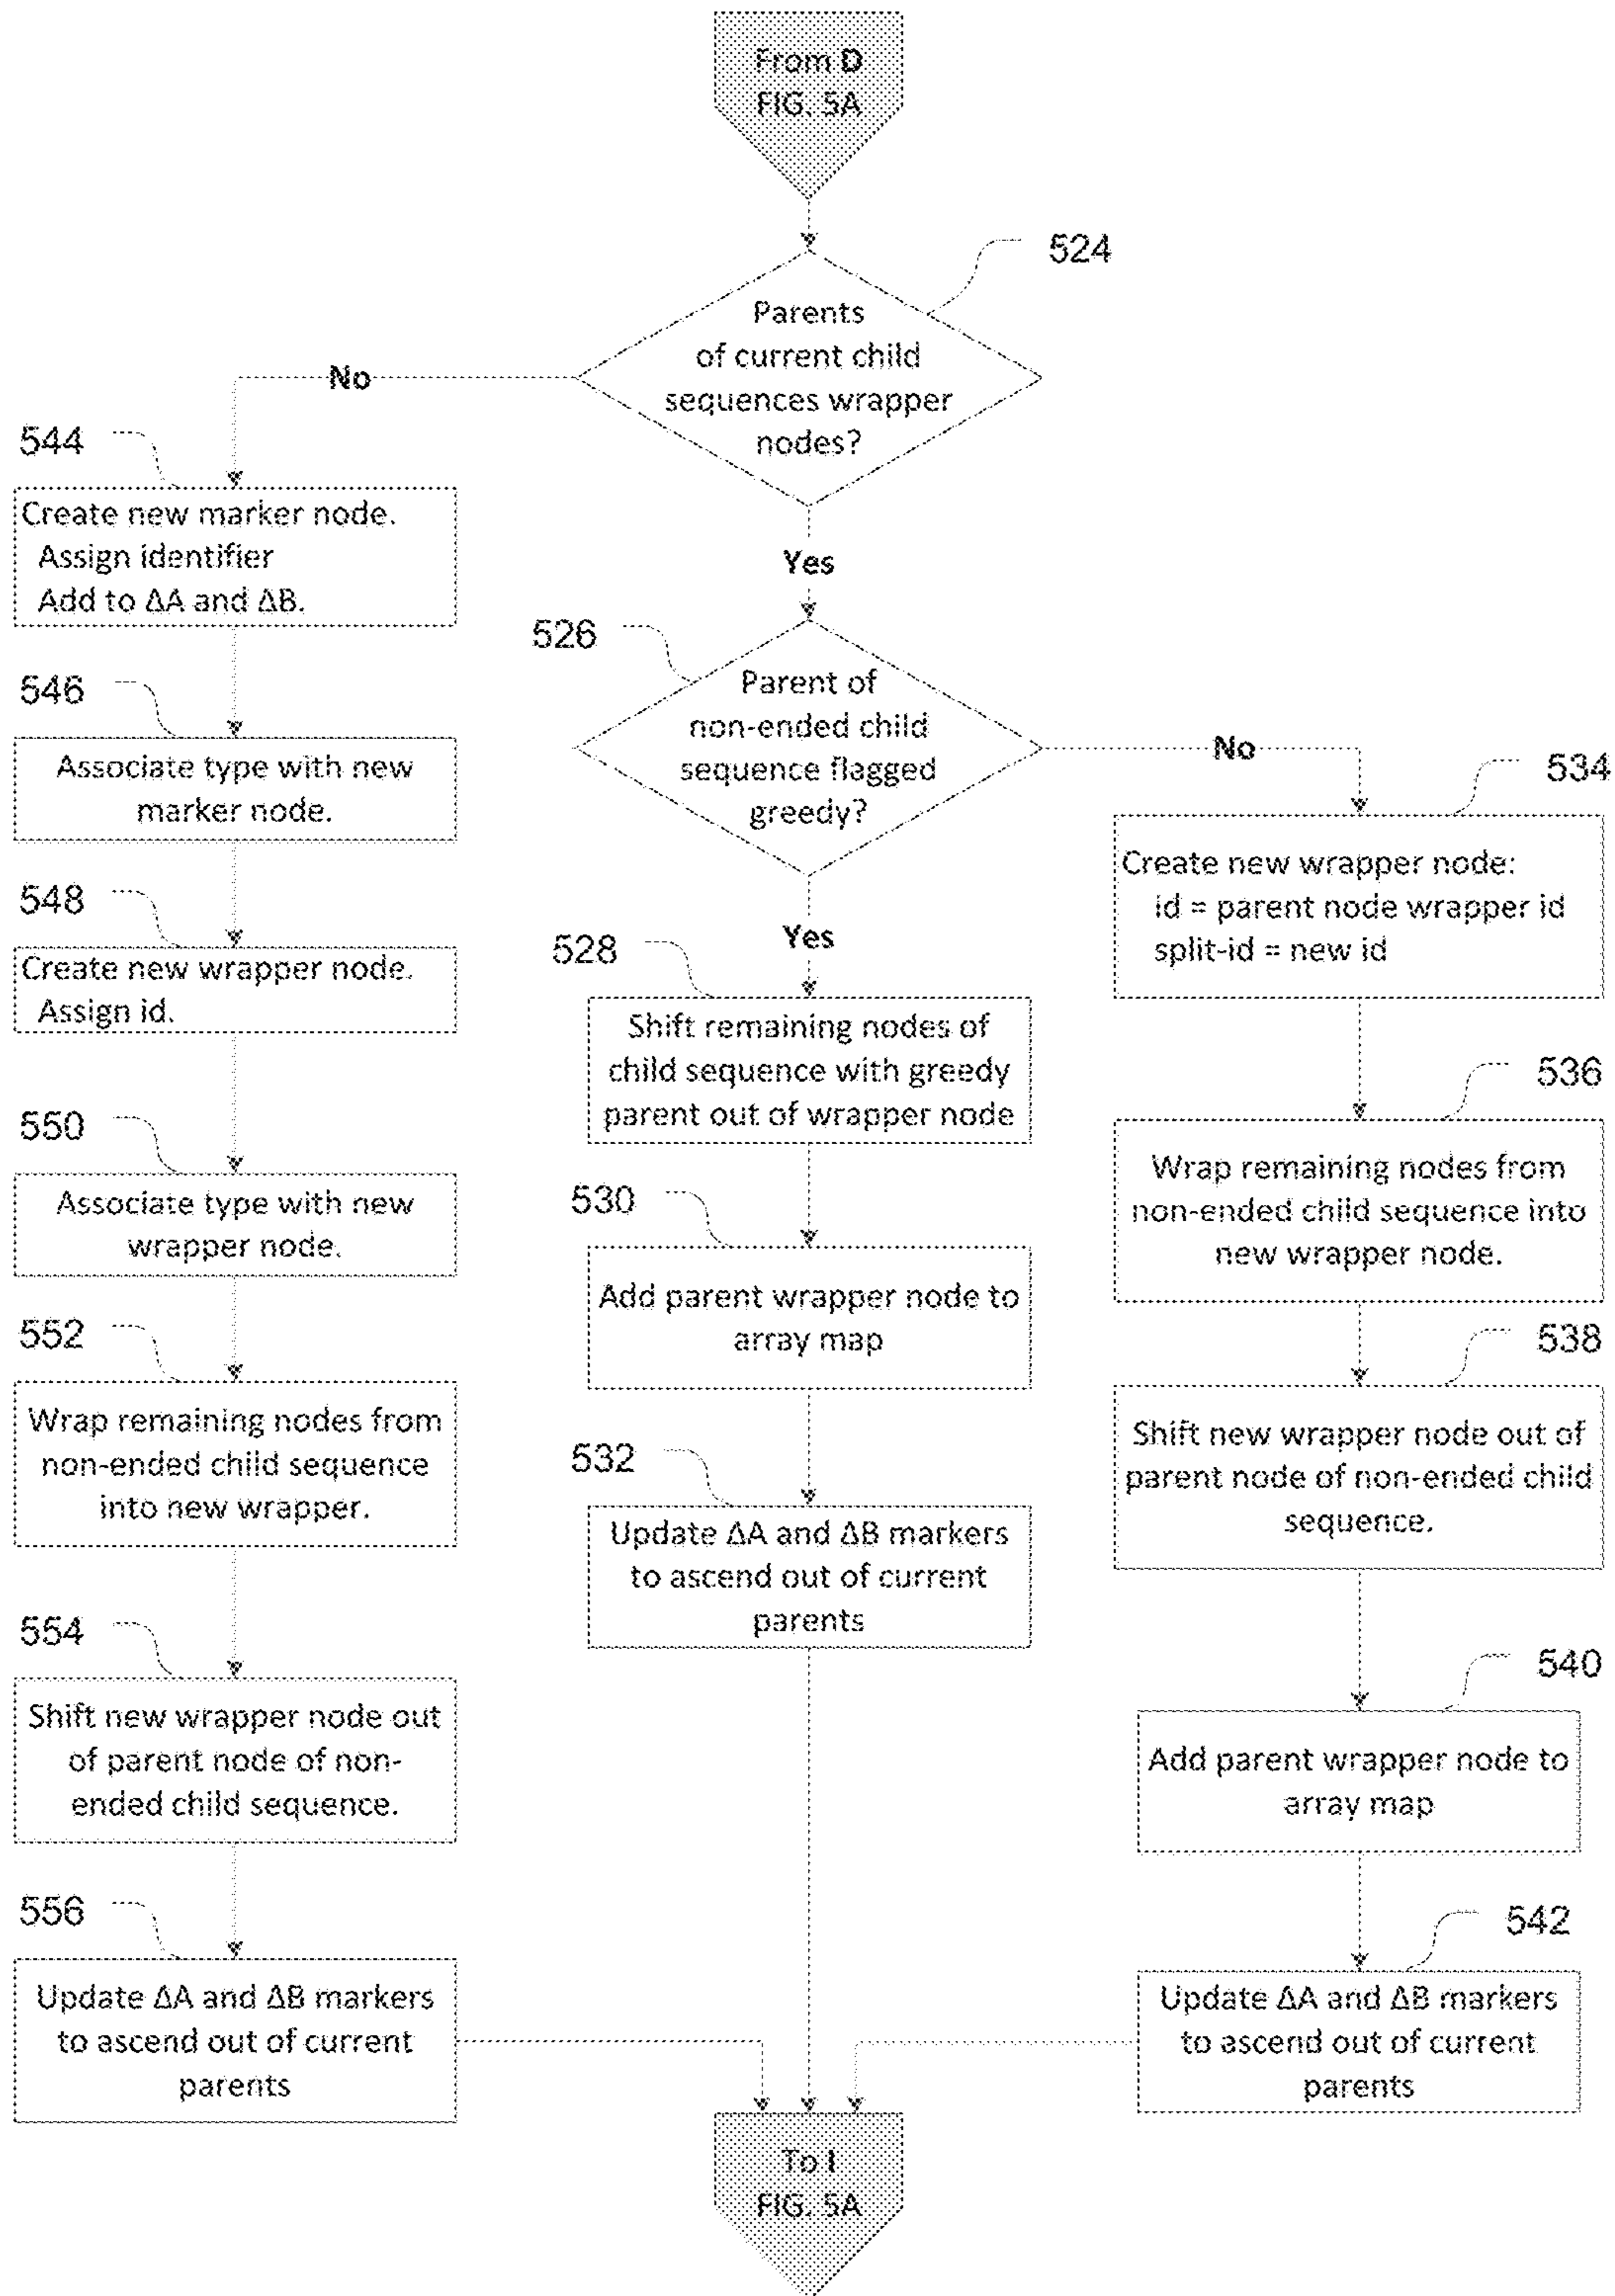 From D
FIG. 5A
524
Parents
of current child
sequences wrapper
nodes?
No
Yes
544
Create new marker node.
Assign identifier
Add to ΔA and ΔB.
546
Associate type with new
marker node.
548
Create new wrapper node.
Assign id.
550
Associate type with new
wrapper node.
552
Wrap remaining nodes from
non-ended child sequence
into new wrapper.
554
Shift new wrapper node out
of parent node of non-
ended child sequence.
556
Update ΔA and ΔB markers
to ascend out of current
parents
526
Parent of
non-ended child
sequence flagged
greedy?
No
Yes
528
Shift remaining nodes of
child sequence with greedy
parent out of wrapper node
530
Add parent wrapper node to
array map
532
Update ΔA and ΔB markers
to ascend out of current
parents
534
Create new wrapper node:
id = parent node wrapper id
split-id = new id
536
Wrap remaining nodes from
non-ended child sequence into
new wrapper node.
538
Shift new wrapper node out of
parent node of non-ended child
sequence.
540
Add parent wrapper node to
array map
542
Update ΔA and ΔB markers
to ascend out of current
parents
To I
FIG. 5A